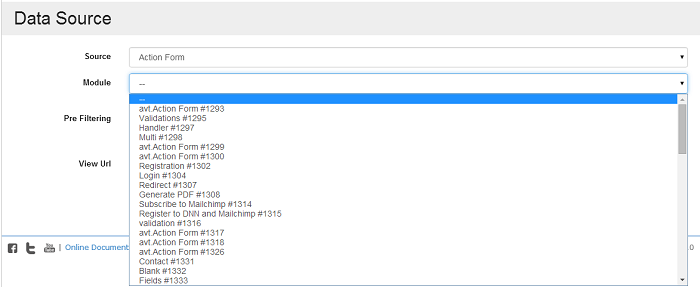 Data Source
Source
Action Form
Module
--
--
avt.Action Form #1293
Validations #1295
Handler #1297
Multi #1298
avt.Action Form #1299
avt.Action Form #1300
Registration #1302
Login #1304
Redirect #1307
Generate PDF #1308
Subscribe to Mailchimp #1314
Register to DNN and Mailchimp #1315
validation #1316
avt.Action Form #1317
avt.Action Form #1318
avt.Action Form #1326
Contact #1331
Blank #1332
Fields #1333
Pre Filtering
View Url
| Online Document
.0